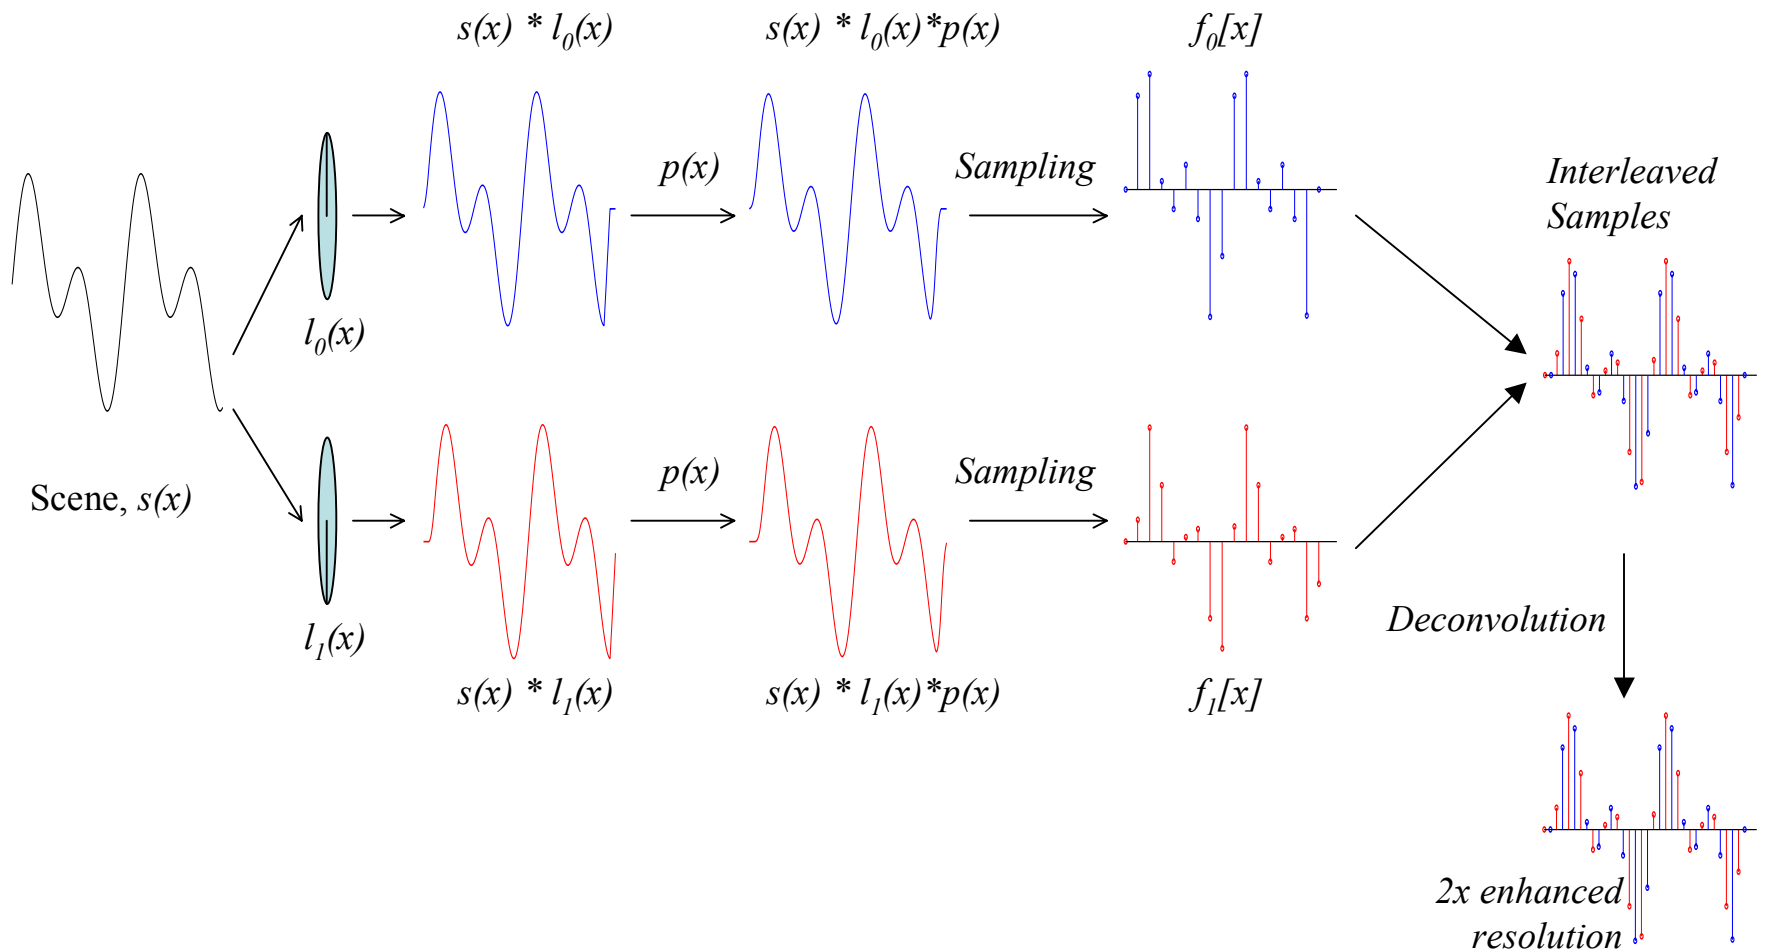 s(x) * l₀(x)
s(x) * l₀(x)*p(x)
f₀[x]
p(x)
Sampling
Interleaved
Samples
l₀(x)
Scene, s(x)
p(x)
Sampling
l₁(x)
Deconvolution
s(x) * l₁(x)
s(x) * l₁(x)*p(x)
f₁[x]
2x enhanced
resolution